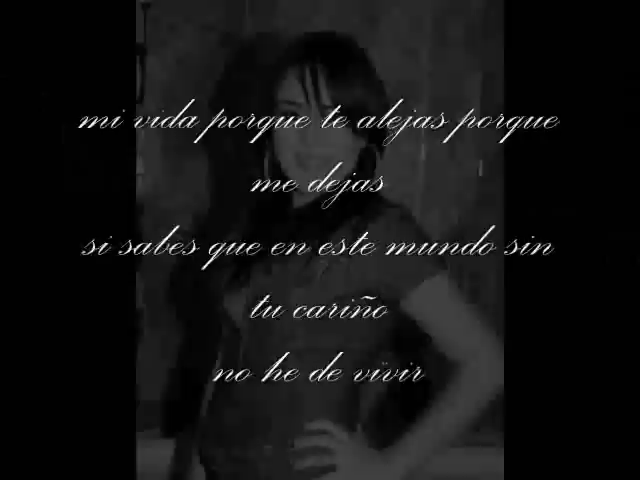 mi vida porque te alejas porque
me dejas
si sabes que en este mundo sin
tu cariño
no he de vivir